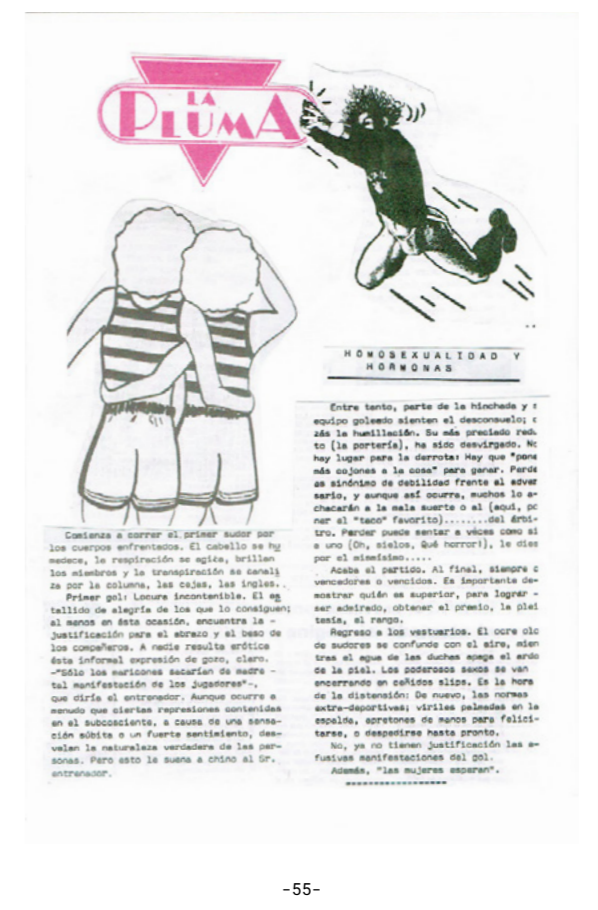 LA
PLUMA
HOMOSEXUALIDAD Y
HORMONAS
Comienza a correr el primer sudor por
los cuerpos enfrentados. El cabello se hu
medece, la respiración se agita, brillan
los miembros y la transpiración se canali
za por la columna, las cejas, las ingles..
Primer gol: Locura incontenible. El es
tallido de alegría de los que lo consiguen;
al menos en ésta ocasión, encuentra la -
justificación para el abrazo y el beso de
los compañeros. A nadie resulta erótica
ésta informal expresión de gozo, claro.
-"Sólo los maricones sacarían de madre -
tal manifestación de los jugadores"-,
que diría el entrenador. Aunque ocurre a
menudo que ciertas represiones contenidas
en el subcosciente, a causa de una sensa-
ción súbita o un fuerte sentimiento, des-
velan la naturaleza verdadera de las per-
sonas. Pero esto le suena a chino al Sr.
entrenador.
Entre tanto, parte de la hinchada y
equipo goleado sienten el desconsuelo;
zás la humillación. Su más preciado redu
to (la portería), ha sido desvirgado. No
hay lugar para la derrota: Hay que "pone
más cojones a la cosa" para ganar. Perde
es sinónimo de debilidad frente al adver
sario, y aunque así ocurra, muchos lo a-
chacarán a la mala suerte o al (aquí, po
ner el "taco" favorito)........del árbi-
tro. Perder puede sentar a véces como si
a uno (Oh, sielos, Qué horror!), le dies
por el mismísimo.....
Acaba el partido. Al final, siempre
vencedores o vencidos. Es importante de-
mostrar quién es superior, para lograr -
ser admirado, obtener el premio, la plei
tesía, el rango.
Regreso a los vestuarios. El ocre olo
de sudores se confunde con el aire, mien
tras el agua de las duchas apaga el ardo
de la piel. Los poderosos sexos se van
encerrando en ceñidos slips. Es la hora
de la distensión: De nuevo, las normas
extra-deportivas; viriles palmadas en la
espalda, apretones de manos para felici-
tarse, o despedirse hasta pronto.
No, ya no tienen justificación las e-
fusivas manifestaciones del gol.
Además, "las mujeres esperan".
-55-